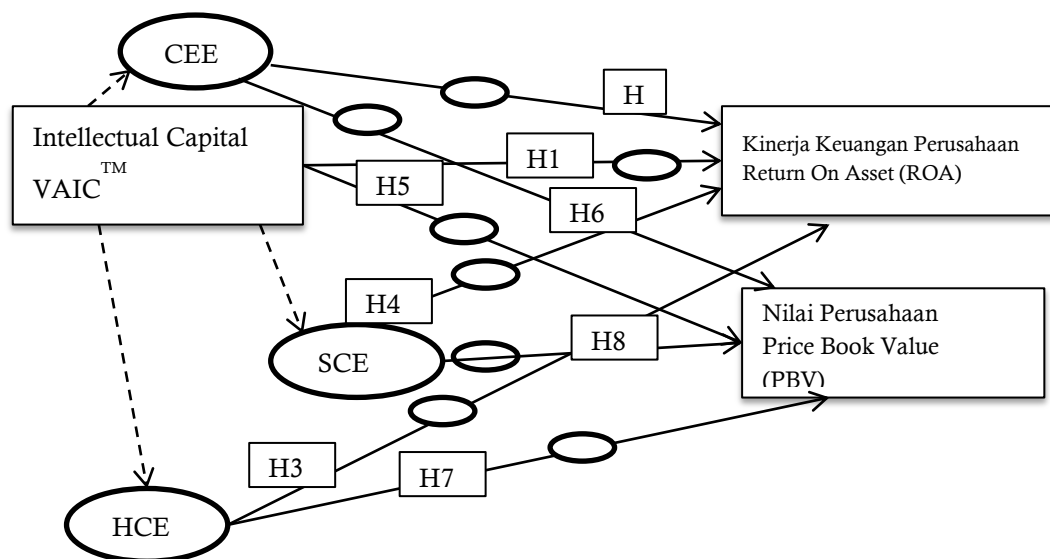 CEE
H
Intellectual Capital
VAIC™
H1
Kinerja Keuangan Perusahaan
Return On Asset (ROA)
H5
H6
H4
Nilai Perusahaan
Price Book Value
(PBV)
SCE
H8
H3
H7
HCE